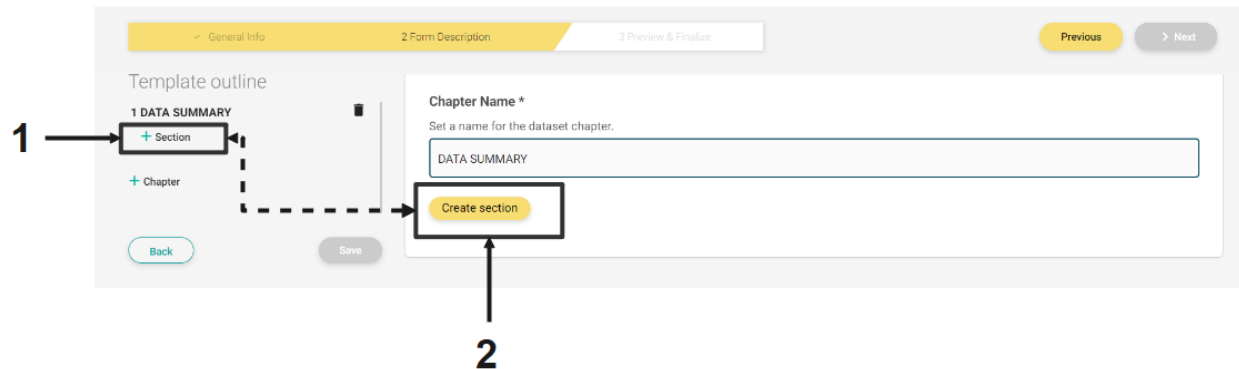 ✓ General Info
2 Form Description
3 Preview & Finalize
Previous
> Next
Template outline
1 DATA SUMMARY
+ Section
+ Chapter
Back
Save
Chapter Name *
Set a name for the dataset chapter.
DATA SUMMARY
Create section
1
2